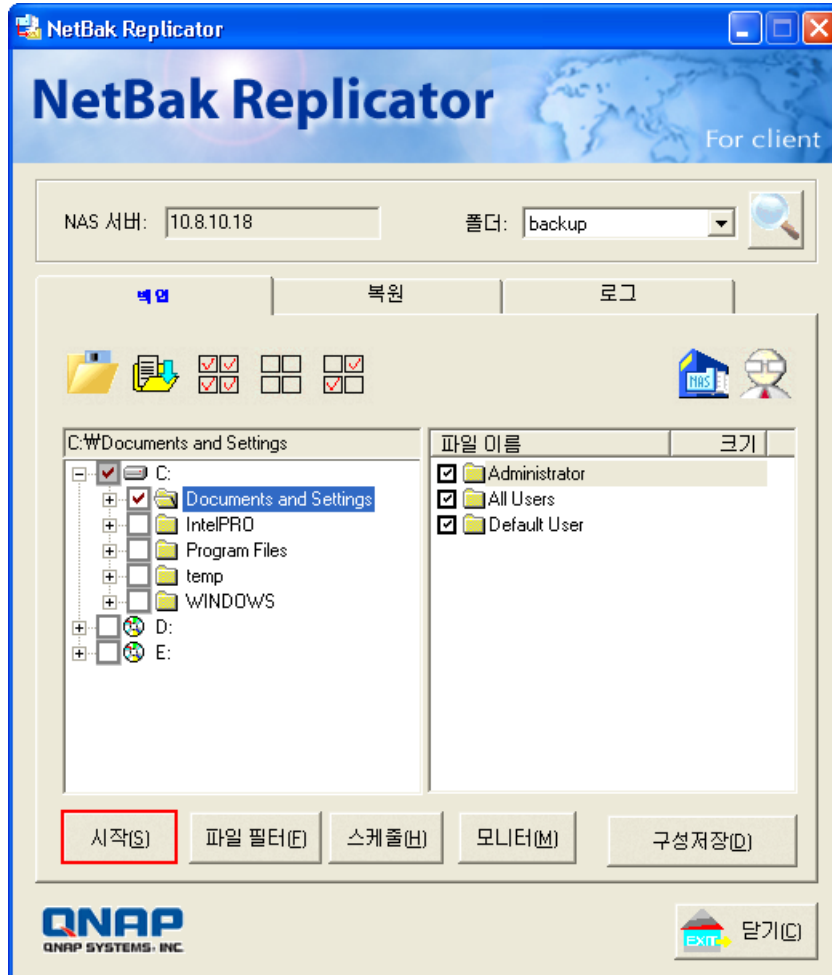 NetBak Replicator
NetBak Replicator
For client
NAS 서버: 10.8.10.18 폴더: backup
백업 복원 로그
NAS
C:₩Documents and Settings
파일 이름 크기
C:
Documents and Settings
IntelPRO
Program Files
temp
WINDOWS
D:
E:
Administrator
All Users
Default User
시작(S) 파일 필터(F) 스케줄(H) 모니터(M) 구성저장(D)
QNAP
QNAP SYSTEMS, INC.
EXIT 닫기(C)